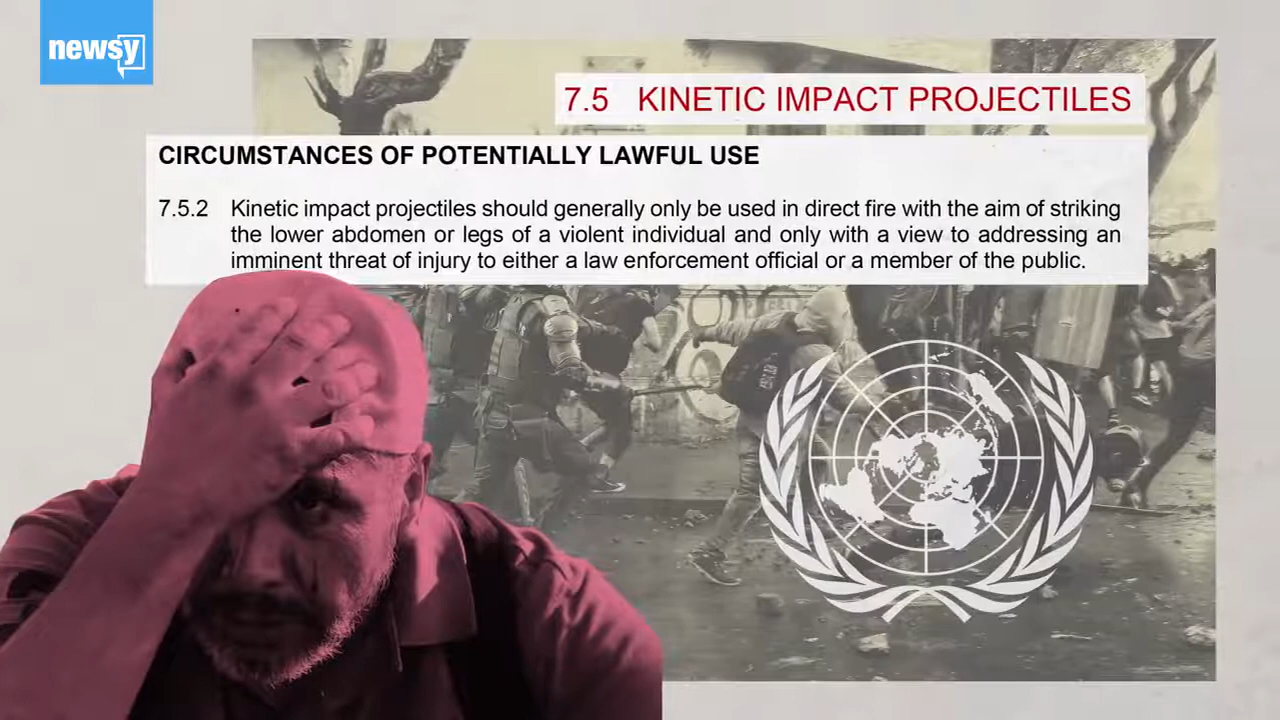 newsy
7.5 KINETIC IMPACT PROJECTILES
CIRCUMSTANCES OF POTENTIALLY LAWFUL USE
7.5.2 Kinetic impact projectiles should generally only be used in direct fire with the aim of striking
the lower abdomen or legs of a violent individual and only with a view to addressing an
imminent threat of injury to either a law enforcement official or a member of the public.